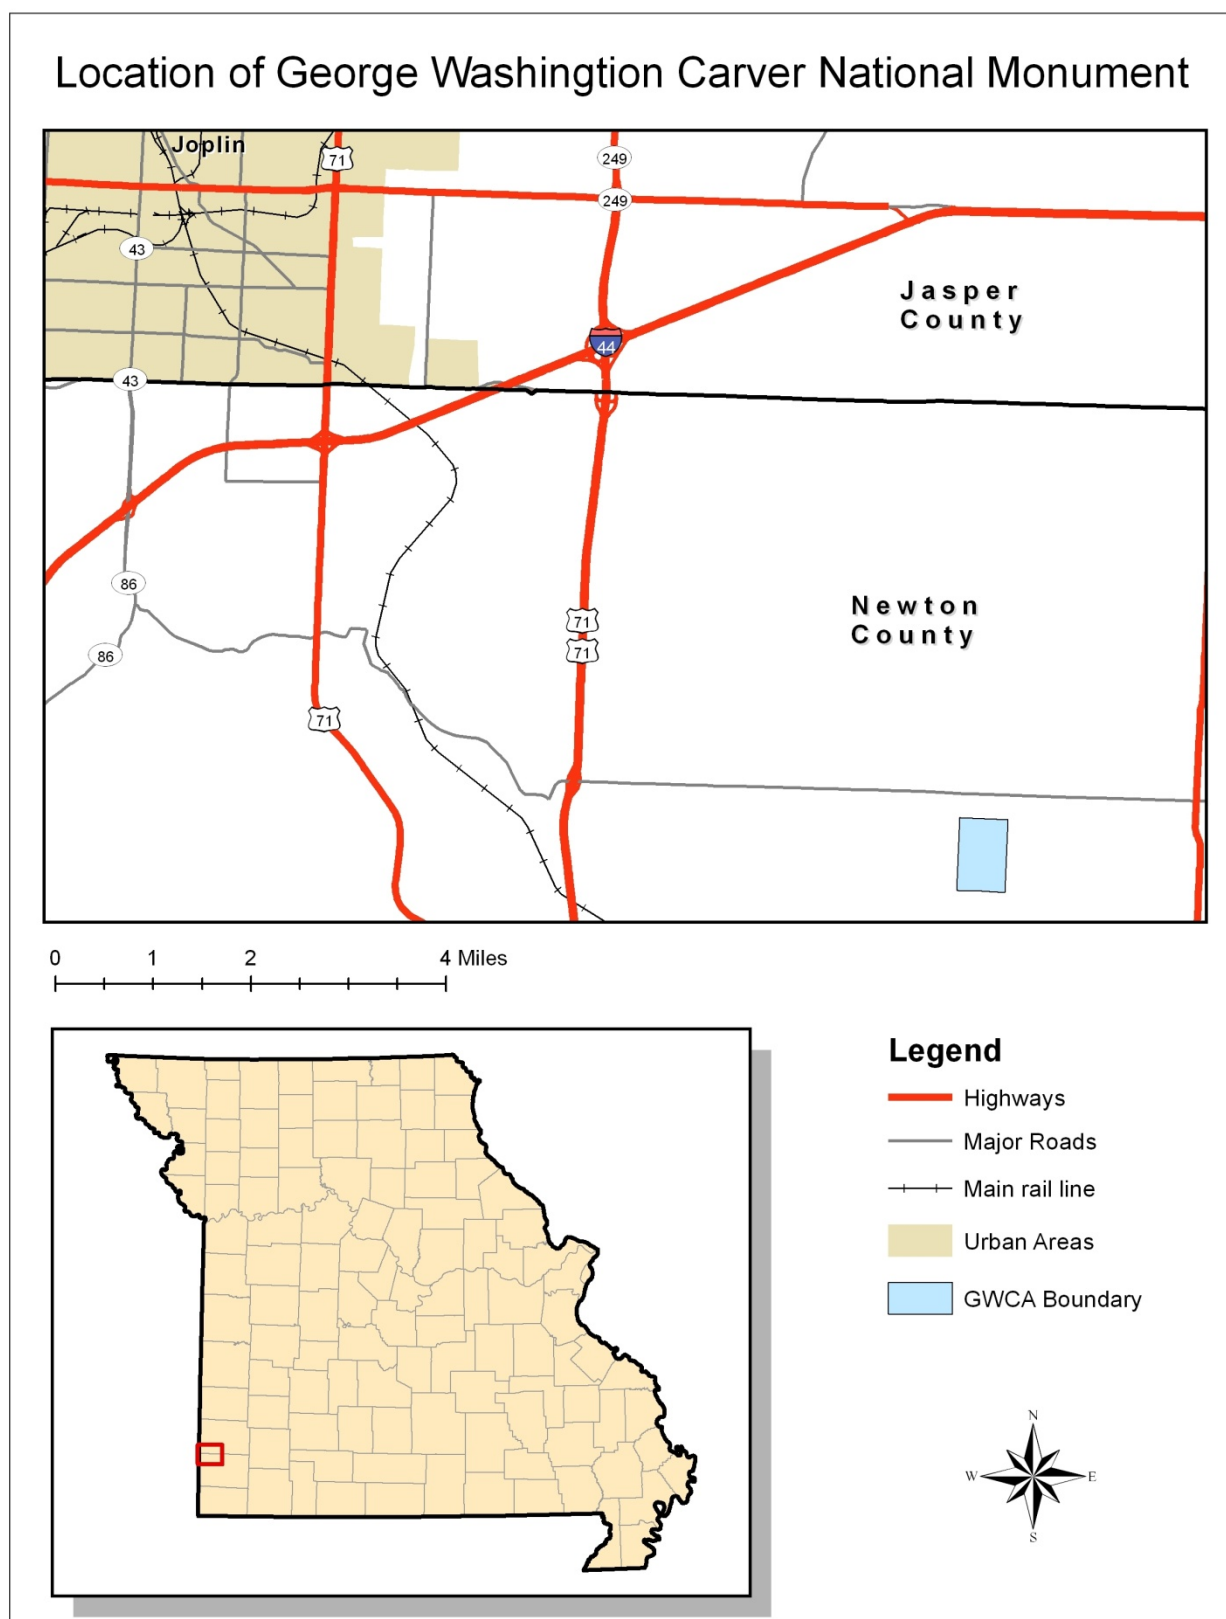 Location of George Washingtion Carver National Monument
Joplin
71
249
249
43
Jasper
County
44
43
86
Newton
County
71
71
86
71
0 1 2 4 Miles
Legend
Highways
Major Roads
Main rail line
Urban Areas
GWCA Boundary
N
W E
S